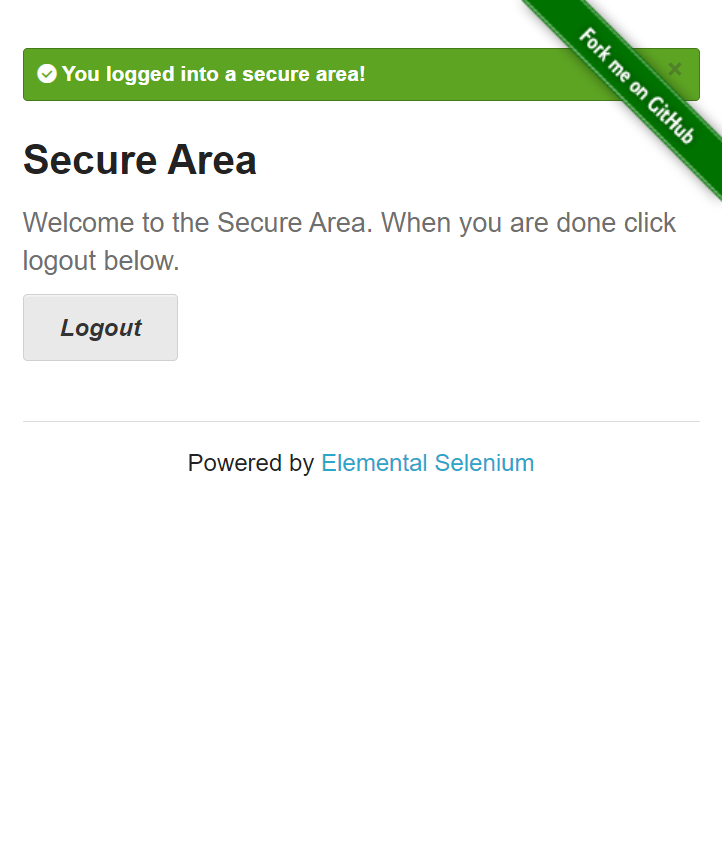 You logged into a secure area!
×
Fork me on GitHub
Secure Area
Welcome to the Secure Area. When you are done click
logout below.
Logout
Powered by Elemental Selenium